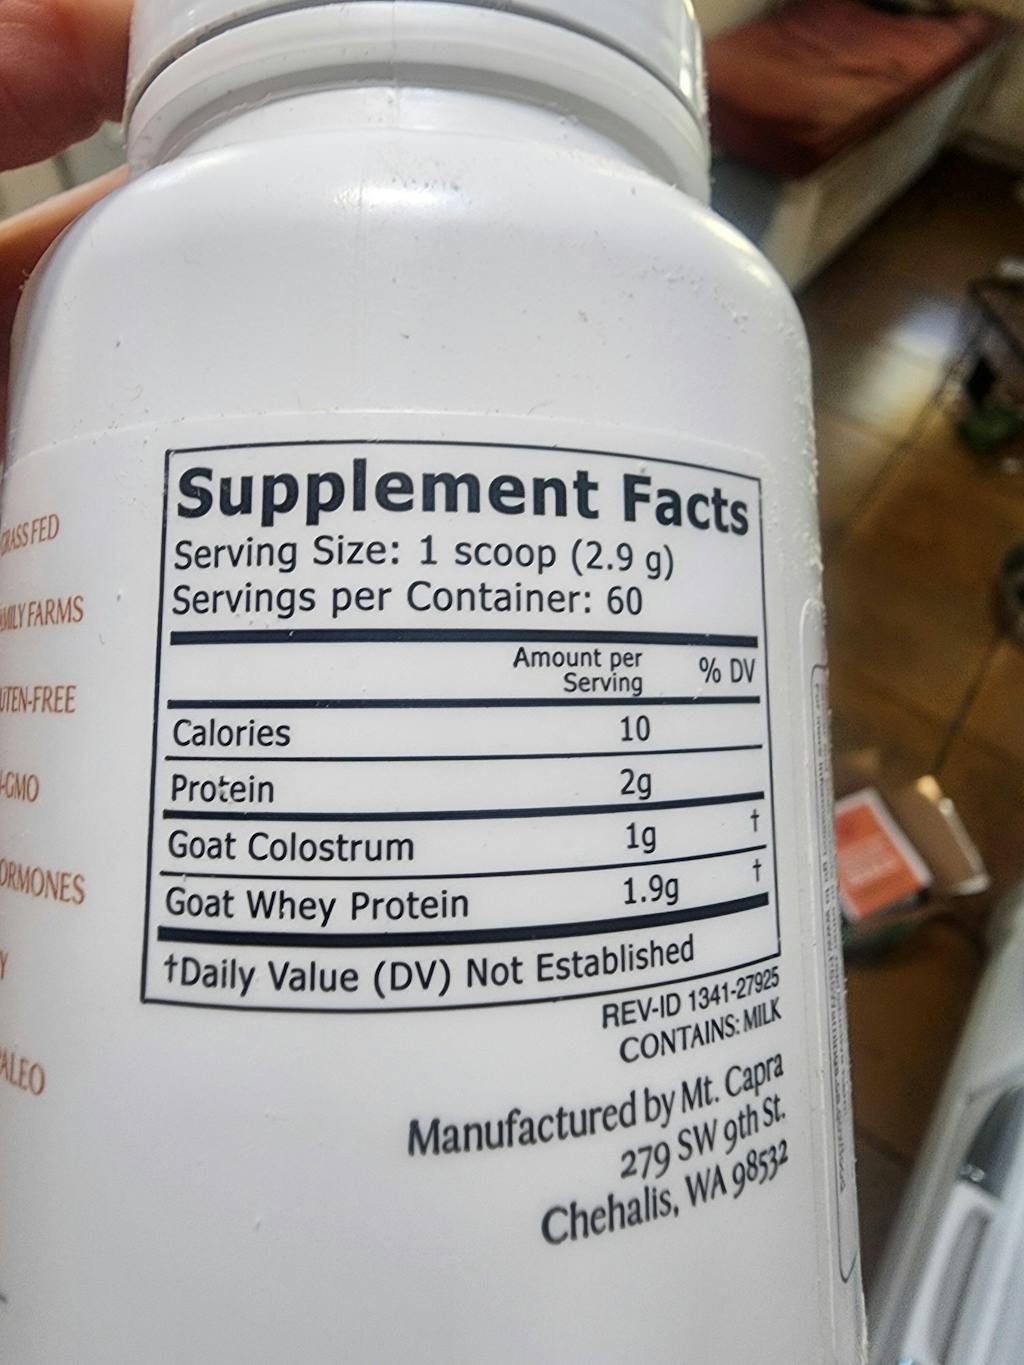 GRASS FED
FAMILY FARMS
GLUTEN-FREE
GMO
HORMONES
PALEO
Supplement Facts
Serving Size: 1 scoop (2.9 g)
Servings per Container: 60
Amount per Serving % DV
Calories 10
Protein 2g
Goat Colostrum 1g †
Goat Whey Protein 1.9g †
†Daily Value (DV) Not Established
REV-ID 1341-27925
CONTAINS: MILK
Manufactured by Mt. Capra
279 SW 9th St.
Chehalis, WA 98532